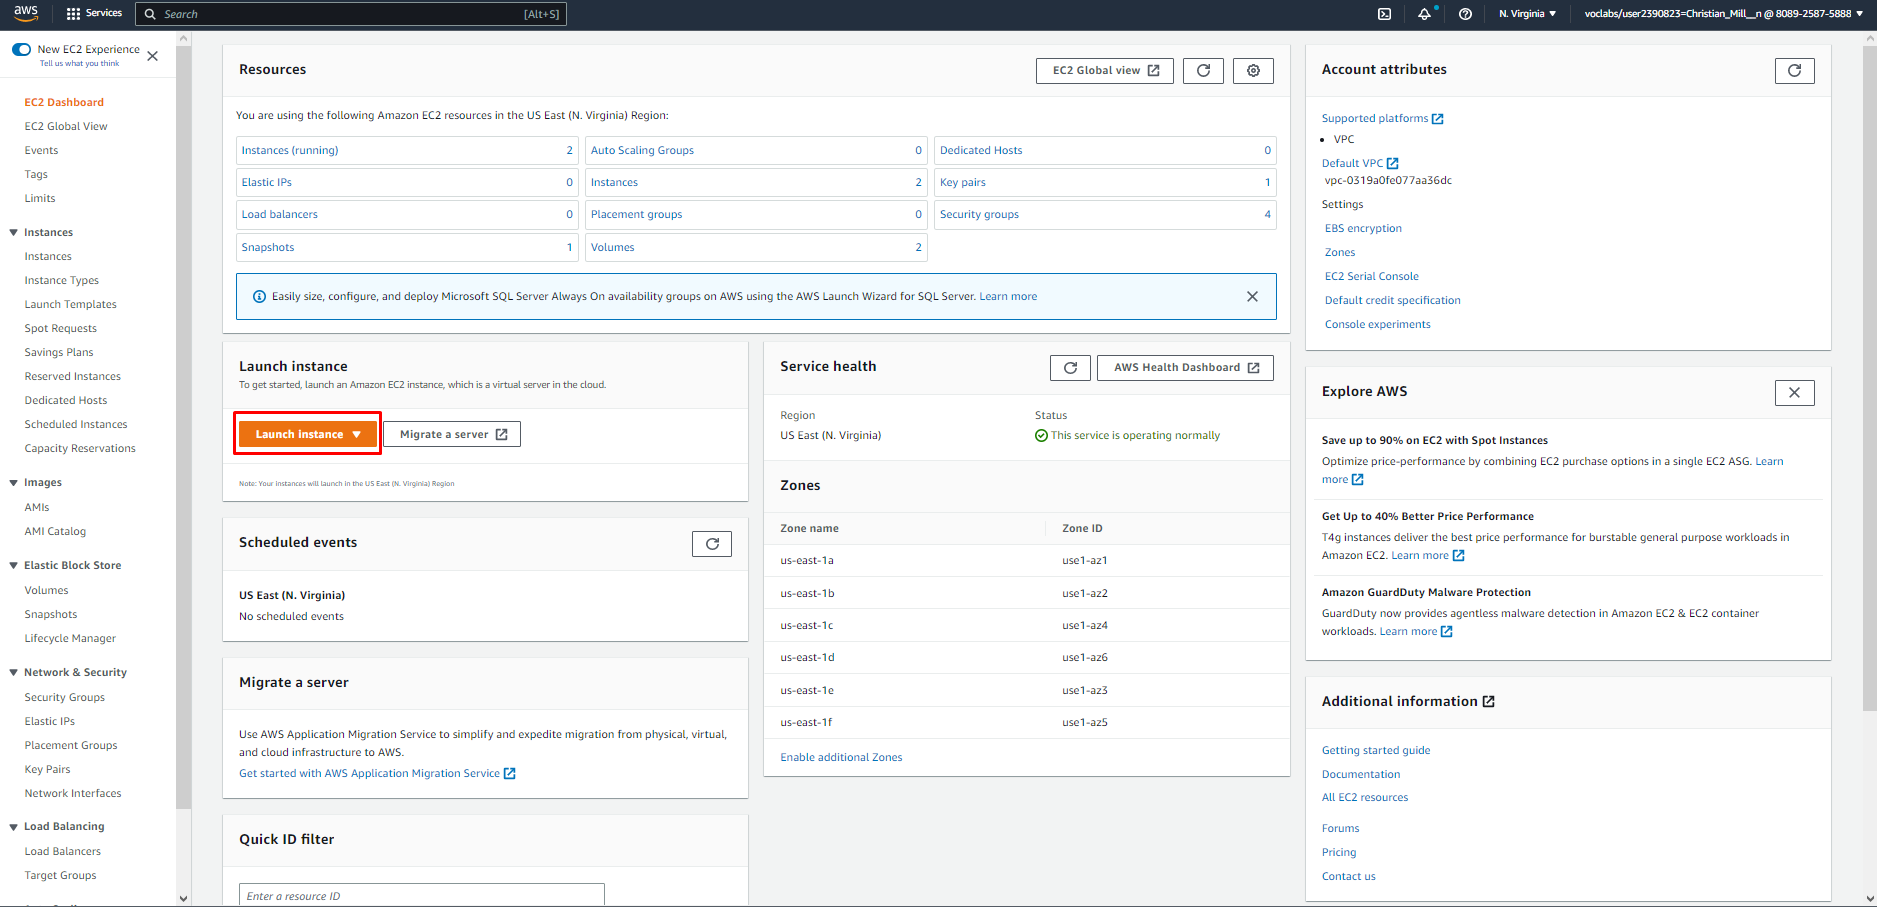 aws
Services
Search
[Alt+S]
N. Virginia
voclabs/user2390823=Christian_Mill__n @ 8089-2587-5888
New EC2 Experience
Tell us what you think
EC2 Dashboard
EC2 Global View
Events
Tags
Limits
Instances
Instances
Instance Types
Launch Templates
Spot Requests
Savings Plans
Reserved Instances
Dedicated Hosts
Scheduled Instances
Capacity Reservations
Images
AMIs
AMI Catalog
Elastic Block Store
Volumes
Snapshots
Lifecycle Manager
Network & Security
Security Groups
Elastic IPs
Placement Groups
Key Pairs
Network Interfaces
Load Balancing
Load Balancers
Target Groups
Resources
EC2 Global view
You are using the following Amazon EC2 resources in the US East (N. Virginia) Region:
Instances (running) 2
Auto Scaling Groups 0
Dedicated Hosts 0
Elastic IPs 0
Instances 2
Key pairs 1
Load balancers 0
Placement groups 0
Security groups 4
Snapshots 1
Volumes 2
Easily size, configure, and deploy Microsoft SQL Server Always On availability groups on AWS using the AWS Launch Wizard for SQL Server. Learn more
Launch instance
To get started, launch an Amazon EC2 instance, which is a virtual server in the cloud.
Launch instance
Migrate a server
Note: Your instances will launch in the US East (N. Virginia) Region
Scheduled events
US East (N. Virginia)
No scheduled events
Migrate a server
Use AWS Application Migration Service to simplify and expedite migration from physical, virtual,
and cloud infrastructure to AWS.
Get started with AWS Application Migration Service
Quick ID filter
Enter a resource ID
Service health
AWS Health Dashboard
Region
Status
US East (N. Virginia)
This service is operating normally
Zones
Zone name
Zone ID
us-east-1a
use1-az1
us-east-1b
use1-az2
us-east-1c
use1-az4
us-east-1d
use1-az6
us-east-1e
use1-az3
us-east-1f
use1-az5
Enable additional Zones
Account attributes
Supported platforms
VPC
Default VPC
vpc-0319a0fe077aa36dc
Settings
EBS encryption
Zones
EC2 Serial Console
Default credit specification
Console experiments
Explore AWS
Save up to 90% on EC2 with Spot Instances
Optimize price-performance by combining EC2 purchase options in a single EC2 ASG. Learn
more
Get Up to 40% Better Price Performance
T4g instances deliver the best price performance for burstable general purpose workloads in
Amazon EC2. Learn more
Amazon GuardDuty Malware Protection
GuardDuty now provides agentless malware detection in Amazon EC2 & EC2 container
workloads. Learn more
Additional information
Getting started guide
Documentation
All EC2 resources
Forums
Pricing
Contact us